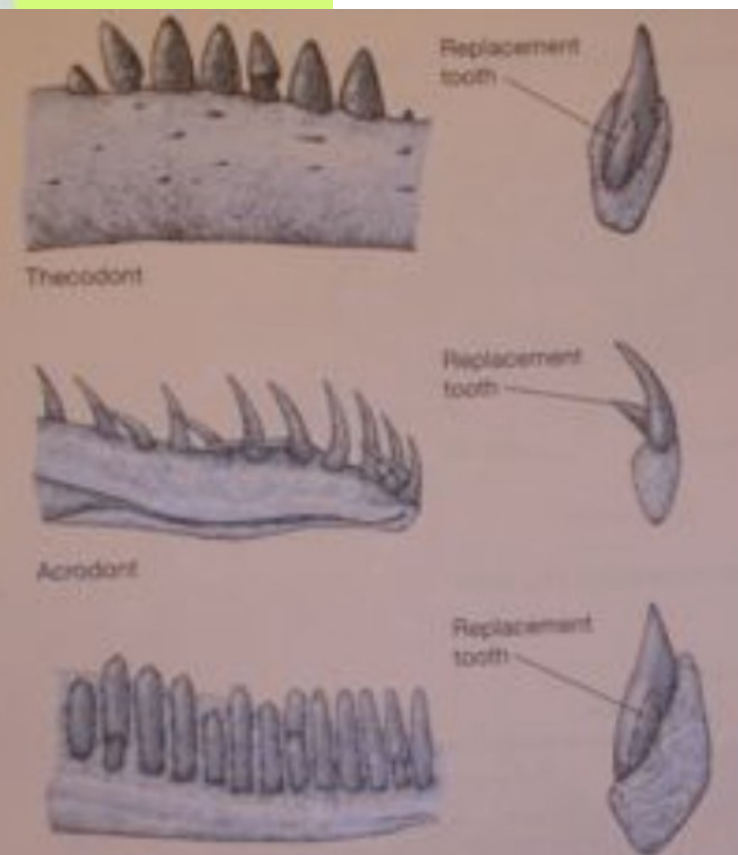 Replacement
tooth
Thecodont
Replacement
tooth
Acrodont
Replacement
tooth